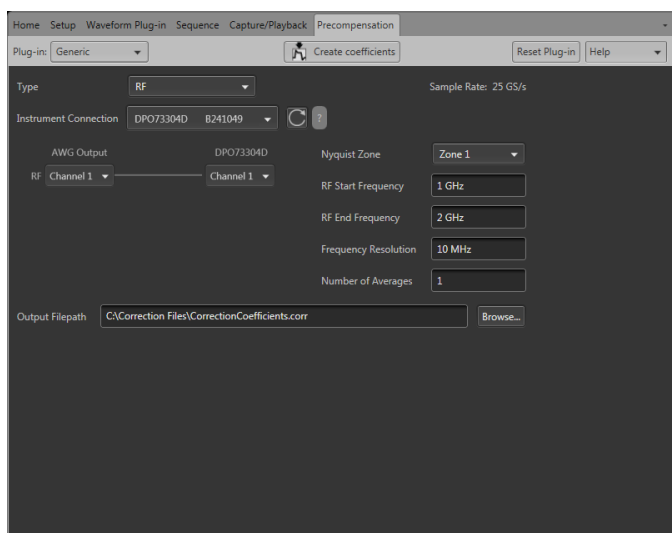 Home Setup Waveform Plug-in Sequence Capture/Playback Precompensation
Plug-in: Generic Create coefficients Reset Plug-in Help
Type RF Sample Rate: 25 GS/s
Instrument Connection DPO73304D B241049 ?
AWG Output DPO73304D Nyquist Zone Zone 1
RF Channel 1 Channel 1
RF Start Frequency 1 GHz
RF End Frequency 2 GHz
Frequency Resolution 10 MHz
Number of Averages 1
Output Filepath C:\Correction Files\CorrectionCoefficients.corr Browse...